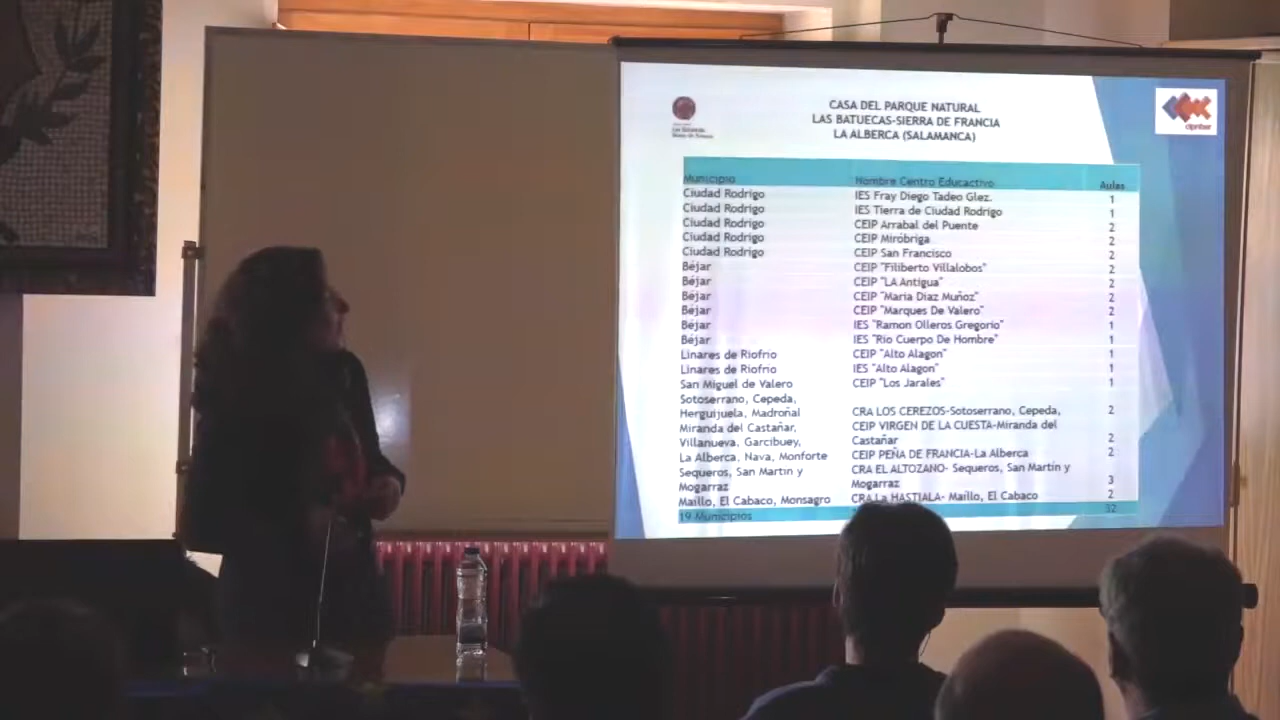 CASA DEL PARQUE NATURAL
LAS BATUECAS-SIERRA DE FRANCIA
LA ALBERCA (SALAMANCA)
cipriber
Municipio Nombre Centro Educactivo Aulas
Ciudad Rodrigo IES Fray Diego Tadeo Glez. 1
Ciudad Rodrigo IES Tierra de Ciudad Rodrigo 1
Ciudad Rodrigo CEIP Arrabal del Puente 2
Ciudad Rodrigo CEIP Miróbriga 2
Ciudad Rodrigo CEIP San Francisco 2
Béjar CEIP "Filiberto Villalobos" 2
Béjar CEIP "LA Antigua" 2
Béjar CEIP "Maria Diaz Muñoz" 2
Béjar CEIP "Marques De Valero" 2
Béjar IES "Ramon Olleros Gregorio" 1
Béjar IES "Rio Cuerpo De Hombre" 1
Linares de Riofrio CEIP "Alto Alagon" 1
Linares de Riofrio IES "Alto Alagon" 1
San Miguel de Valero CEIP "Los Jarales" 1
Sotoserrano, Cepeda,
Herguijuela, Madroñal CRA LOS CEREZOS-Sotoserrano, Cepeda, 2
Miranda del Castañar, CEIP VIRGEN DE LA CUESTA-Miranda del
Villanueva, Garcibuey, Castañar 2
La Alberca, Nava, Monforte CEIP PEÑA DE FRANCIA-La Alberca 2
Sequeros, San Martin y CRA EL ALTOZANO- Sequeros, San Martín y
Mogarraz Mogarraz 3
Maíllo, El Cabaco, Monsagro CRA La HASTIALA- Maíllo, El Cabaco 2
19 Municipios 32